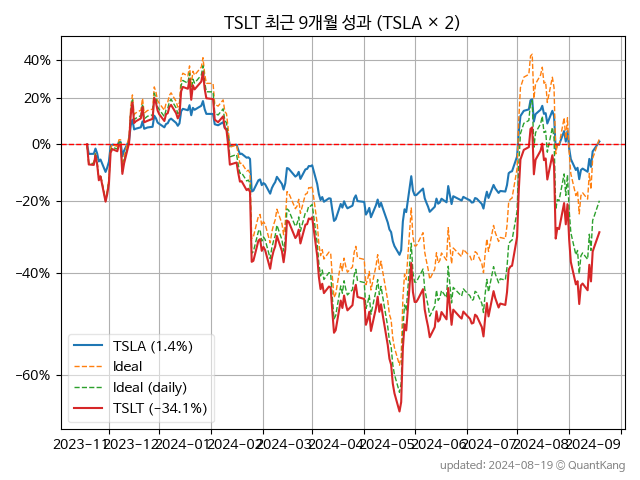 TSLT 최근 9개월 성과 (TSLA × 2)
40%
20%
0%
−20%
−40%
−60%
TSLA (1.4%)
Ideal
Ideal (daily)
TSLT (−34.1%)
2023-11 2023-12 2024-01 2024-02 2024-03 2024-04 2024-05 2024-06 2024-07 2024-08 2024-09
updated: 2024-08-19 ⓒ QuantKang